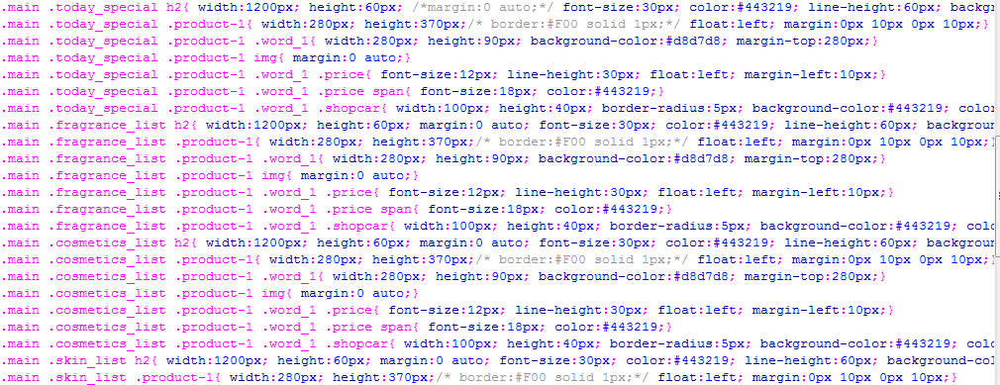 .main .today_special h2{ width:1200px; height:60px; /*margin:0 auto;*/ font-size:30px; color:#443219; line-height:60px;
.main .today_special .product-1{ width:280px; height:370px;/* border:#F00 solid 1px;*/ float:left; margin:0px 10px 0px 10px;}
.main .today_special .product-1 .word_1{ width:280px; height:90px; background-color:#d8d7d8; margin-top:280px;}
.main .today_special .product-1 img{ margin:0 auto;}
.main .today_special .product-1 .word_1 .price{ font-size:12px; line-height:30px; float:left; margin-left:10px;}
.main .today_special .product-1 .word_1 .price span{ font-size:18px; color:#443219;}
.main .today_special .product-1 .word_1 .shopcar{ width:100px; height:40px; border-radius:5px; background-color:#443219; colo
.main .fragrance_list h2{ width:1200px; height:60px; margin:0 auto; font-size:30px; color:#443219; line-height:60px; backgroun
.main .fragrance_list .product-1{ width:280px; height:370px;/* border:#F00 solid 1px;*/ float:left; margin:0px 10px 0px 10px;}
.main .fragrance_list .product-1 .word_1{ width:280px; height:90px; background-color:#d8d7d8; margin-top:280px;}
.main .fragrance_list .product-1 img{ margin:0 auto;}
.main .fragrance_list .product-1 .word_1 .price{ font-size:12px; line-height:30px; float:left; margin-left:10px;}
.main .fragrance_list .product-1 .word_1 .price span{ font-size:18px; color:#443219;}
.main .fragrance_list .product-1 .word_1 .shopcar{ width:100px; height:40px; border-radius:5px; background-color:#443219; col
.main .cosmetics_list h2{ width:1200px; height:60px; margin:0 auto; font-size:30px; color:#443219; line-height:60px; backgroun
.main .cosmetics_list .product-1{ width:280px; height:370px;/* border:#F00 solid 1px;*/ float:left; margin:0px 10px 0px 10px;}
.main .cosmetics_list .product-1 .word_1{ width:280px; height:90px; background-color:#d8d7d8; margin-top:280px;}
.main .cosmetics_list .product-1 img{ margin:0 auto;}
.main .cosmetics_list .product-1 .word_1 .price{ font-size:12px; line-height:30px; float:left; margin-left:10px;}
.main .cosmetics_list .product-1 .word_1 .price span{ font-size:18px; color:#443219;}
.main .cosmetics_list .product-1 .word_1 .shopcar{ width:100px; height:40px; border-radius:5px; background-color:#443219; col
.main .skin_list h2{ width:1200px; height:60px; margin:0 auto; font-size:30px; color:#443219; line-height:60px; background-col
.main .skin_list .product-1{ width:280px; height:370px;/* border:#F00 solid 1px;*/ float:left; margin:0px 10px 0px 10px;}